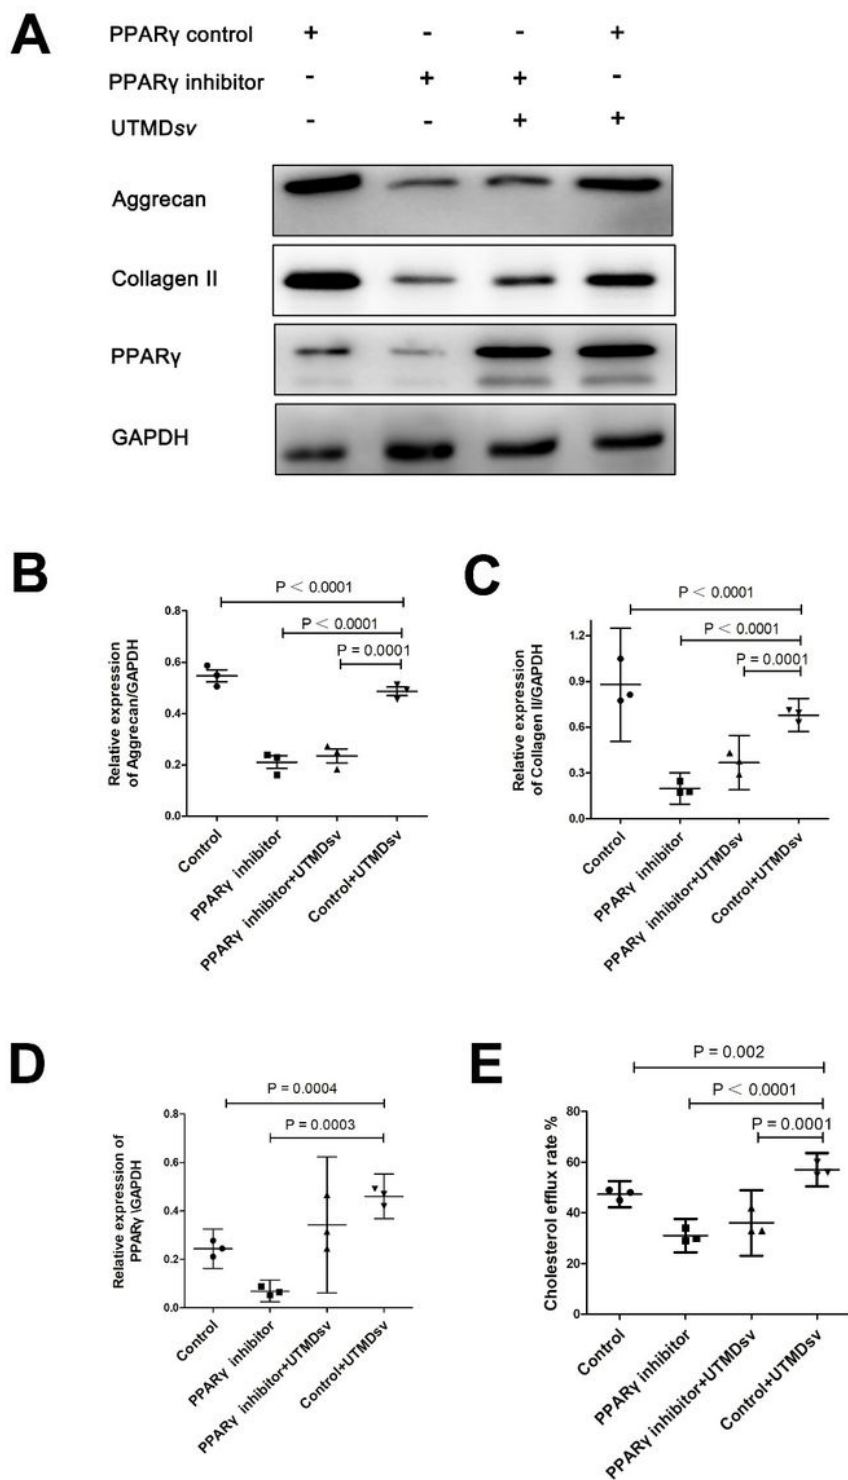 A
PPARγ control + - - +
PPARγ inhibitor - + + -
UTMDsv - - + +
Aggrecan
Collagen II
PPARγ
GAPDH
B
P < 0.0001
P < 0.0001
P = 0.0001
Relative expression
of Aggrecan/GAPDH
0.8
0.6
0.4
0.2
0.0
Control
PPARγ inhibitor
PPARγ inhibitor+UTMDsv
Control+UTMDsv
C
P < 0.0001
P < 0.0001
P = 0.0001
Relative expression
of Collagen II/GAPDH
1.2
0.9
0.6
0.3
0.0
Control
PPARγ inhibitor
PPARγ inhibitor+UTMDsv
Control+UTMDsv
D
P = 0.0004
P = 0.0003
Relative expression of
PPARγ \GAPDH
0.8
0.6
0.4
0.2
0.0
Control
PPARγ inhibitor
PPARγ inhibitor+UTMDsv
Control+UTMDsv
E
P = 0.002
P < 0.0001
P = 0.0001
Cholesterol efflux rate %
80
60
40
20
0
Control
PPARγ inhibitor
PPARγ inhibitor+UTMDsv
Control+UTMDsv